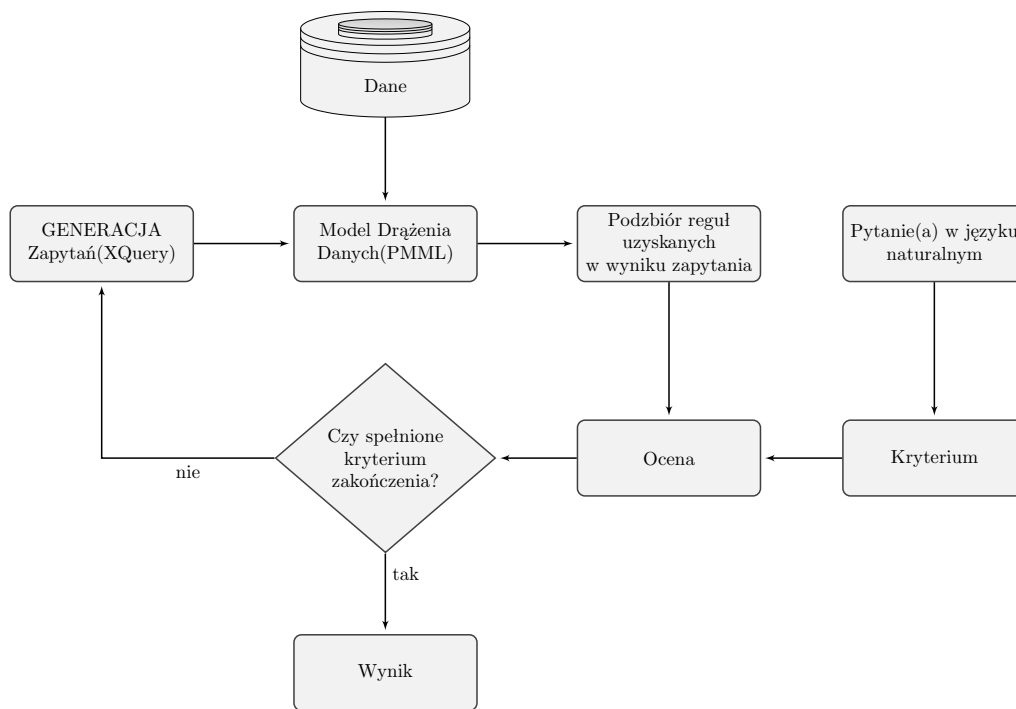 Dane
GENERACJA
Zapytań(XQuery)
Model Drążenia
Danych(PMML)
Podzbiór reguł
uzyskanych
w wyniku zapytania
Pytanie(a) w języku
naturalnym
Czy spełnione
kryterium
zakończenia?
Ocena
Kryterium
nie
tak
Wynik